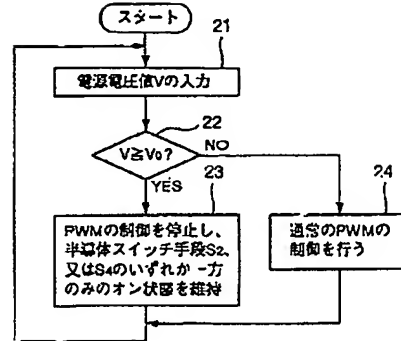 スタート
21
電源電圧値Vの入力
22
V≧V0?
NO
YES
23
24
PWMの制御を停止し、
半導体スイッチ手段S2、
又はS4のいずれか一方
のみのオン状態を維持
通常のPWMの
制御を行う